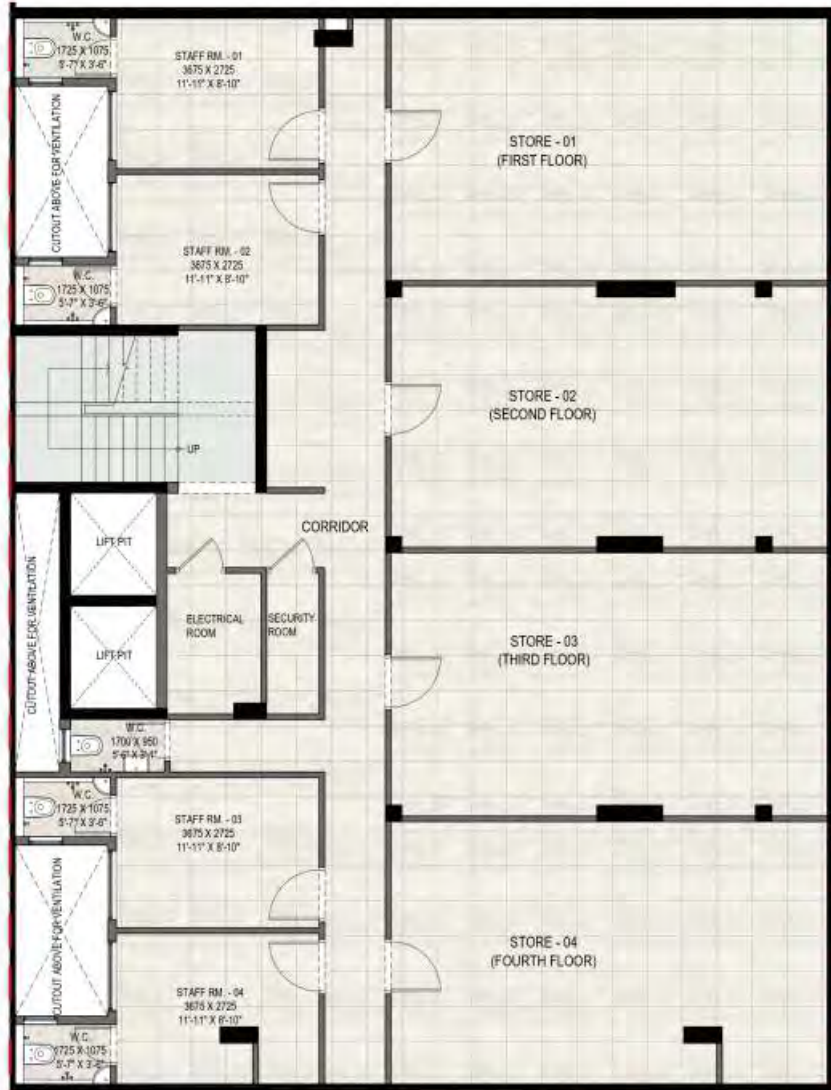 W.C.
1725 X 1075
5'-7" X 3'-6"
STAFF RM. - 01
3675 X 2725
11'-11" X 8'-10"
CUTOUT ABOVE FOR VENTILATION
STORE - 01
(FIRST FLOOR)
STAFF RM. - 02
3675 X 2725
11'-11" X 8'-10"
W.C.
1725 X 1075
5'-7" X 3'-6"
STORE - 02
(SECOND FLOOR)
UP
CORRIDOR
LIFT PIT
CUTOUT ABOVE FOR VENTILATION
ELECTRICAL
ROOM
SECURITY
ROOM
LIFT PIT
STORE - 03
(THIRD FLOOR)
W.C.
1700 X 950
5'-6" X 3'-1"
W.C.
1725 X 1075
5'-7" X 3'-6"
STAFF RM. - 03
3675 X 2725
11'-11" X 8'-10"
CUTOUT ABOVE FOR VENTILATION
STORE - 04
(FOURTH FLOOR)
STAFF RM. - 04
3675 X 2725
11'-11" X 8'-10"
W.C.
1725 X 1075
5'-7" X 3'-6"